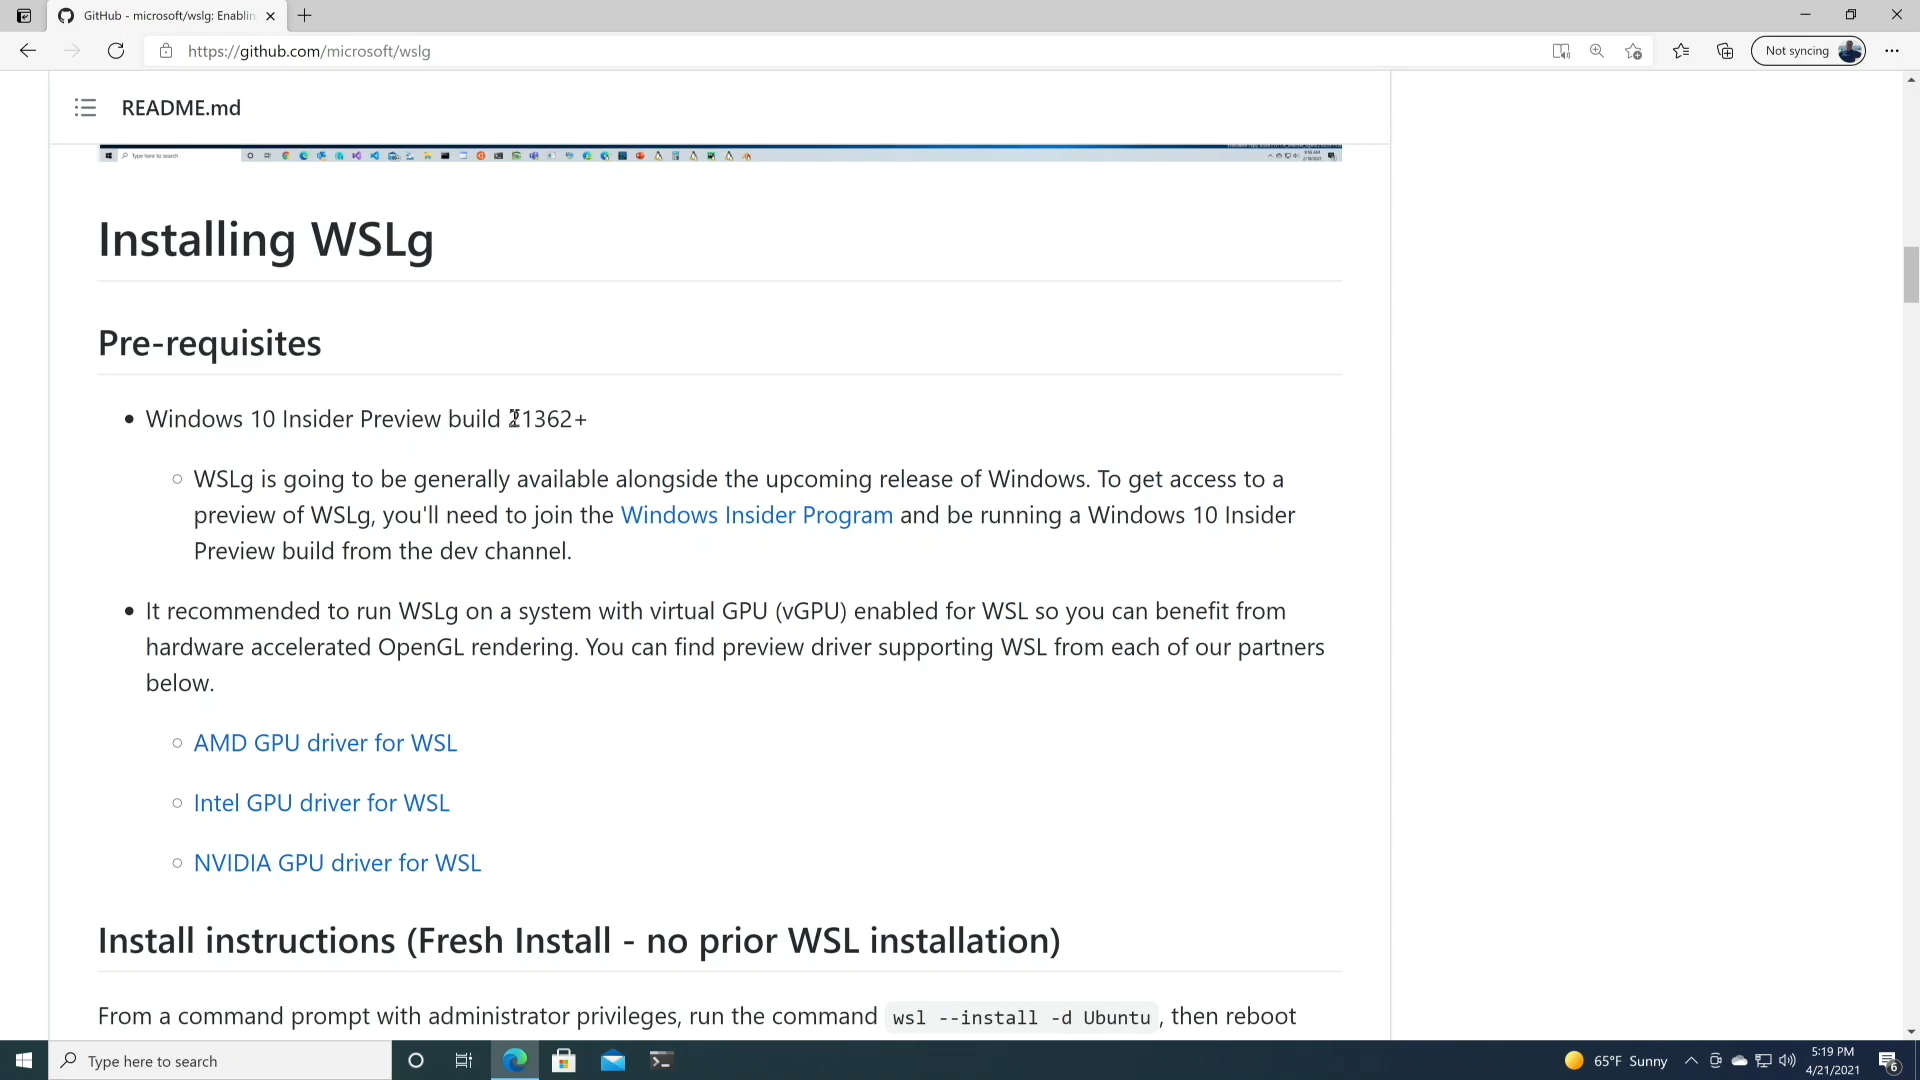 GitHub - microsoft/wslg: Enablin
https://github.com/microsoft/wslg
Not syncing
README.md
Type here to search
Installing WSLg
Pre-requisites
Windows 10 Insider Preview build 21362+
WSLg is going to be generally available alongside the upcoming release of Windows. To get access to a
preview of WSLg, you'll need to join the Windows Insider Program and be running a Windows 10 Insider
Preview build from the dev channel.
It recommended to run WSLg on a system with virtual GPU (vGPU) enabled for WSL so you can benefit from
hardware accelerated OpenGL rendering. You can find preview driver supporting WSL from each of our partners
below.
AMD GPU driver for WSL
Intel GPU driver for WSL
NVIDIA GPU driver for WSL
Install instructions (Fresh Install - no prior WSL installation)
From a command prompt with administrator privileges, run the command wsl --install -d Ubuntu , then reboot
Type here to search
65°F Sunny
5:19 PM
4/21/2021
6